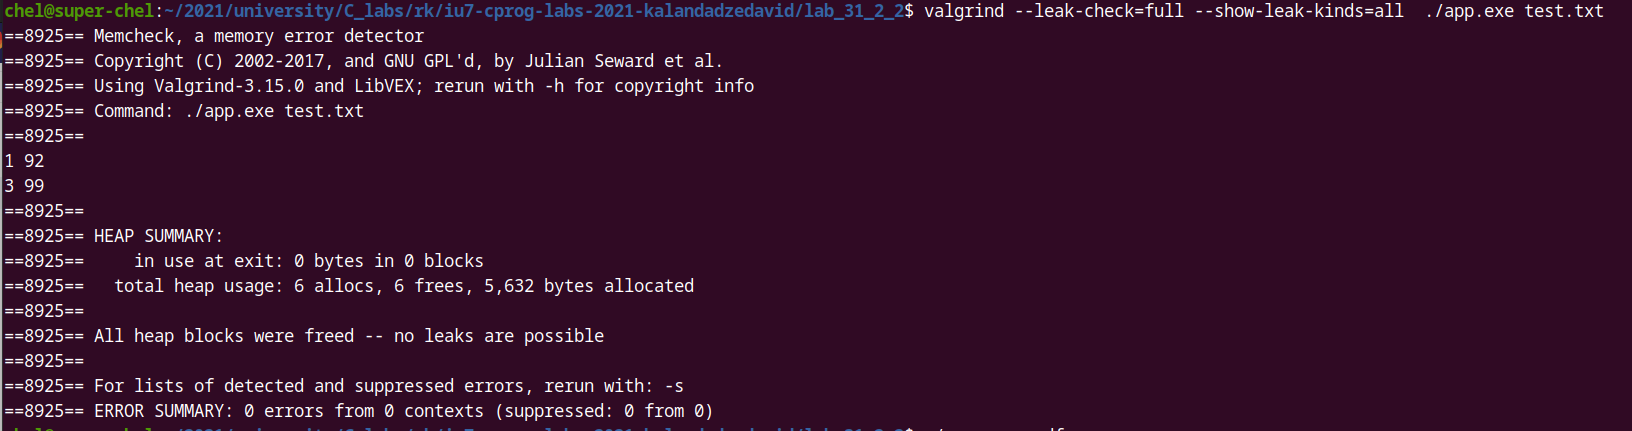 chel@super-chel:~/2021/university/C_labs/rk/iu7-cprog-labs-2021-kalandadzedavid/lab_31_2_2$ valgrind --leak-check=full --show-leak-kinds=all  ./app.exe test.txt
==8925== Memcheck, a memory error detector
==8925== Copyright (C) 2002-2017, and GNU GPL'd, by Julian Seward et al.
==8925== Using Valgrind-3.15.0 and LibVEX; rerun with -h for copyright info
==8925== Command: ./app.exe test.txt
==8925==
1 92
3 99
==8925==
==8925== HEAP SUMMARY:
==8925==     in use at exit: 0 bytes in 0 blocks
==8925==   total heap usage: 6 allocs, 6 frees, 5,632 bytes allocated
==8925==
==8925== All heap blocks were freed -- no leaks are possible
==8925==
==8925== For lists of detected and suppressed errors, rerun with: -s
==8925== ERROR SUMMARY: 0 errors from 0 contexts (suppressed: 0 from 0)